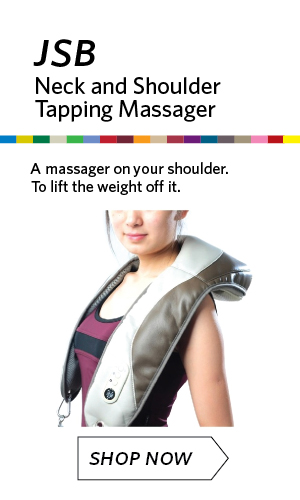 JSB
Neck and Shoulder
Tapping Massager
A massager on your shoulder.
To lift the weight off it.
SHOP NOW